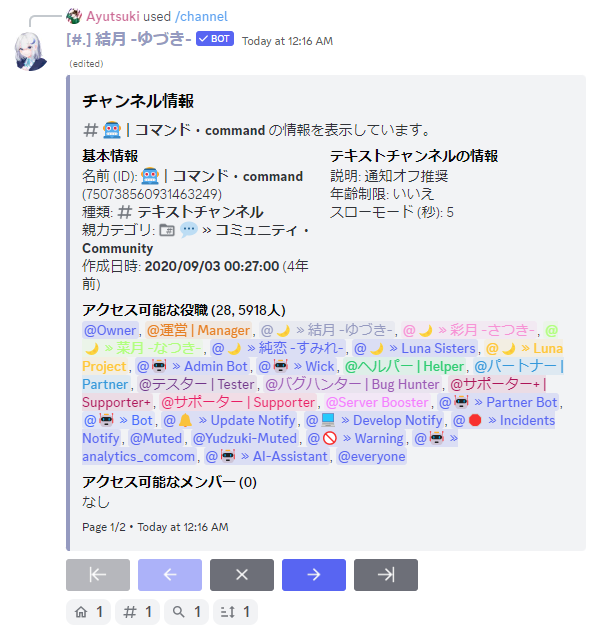 Ayutsuki used /channel
[#.] 結月 -ゆづき- ✓ BOT Today at 12:16 AM
(edited)
チャンネル情報
# 🤖 | コマンド・command の情報を表示しています。
基本情報
名前 (ID): 🤖 | コマンド・command
(750738560931463249)
種類: # テキストチャンネル
親カテゴリ: 💬 » コミュニティ・
Community
作成日時: 2020/09/03 00:27:00 (4年
前)
テキストチャンネルの情報
説明: 通知オフ推奨
年齢制限: いいえ
スローモード (秒): 5
アクセス可能な役職 (28, 5918人)
@Owner, @運営 | Manager, @🌙 » 結月 -ゆづき-, @🌙 » 彩月 -さつき-, @
🌙 » 菜月 -なつき-, @🌙 » 純恋 -すみれ-, @🌙 » Luna Sisters, @🌙 » Luna
Project, @🤖 » Admin Bot, @🤖 » Wick, @ヘルパー | Helper, @パートナー |
Partner, @テスター | Tester, @バグハンター | Bug Hunter, @サポーター+ |
Supporter+, @サポーター | Supporter, @Server Booster, @🤖 » Partner Bot,
@🤖 » Bot, @🔔 » Update Notify, @💻 » Develop Notify, @🛑 » Incidents
Notify, @Muted, @Yudzuki-Muted, @🚫 » Warning, @🤖 »
analytics_comcom, @🤖 » AI-Assistant, @everyone
アクセス可能なメンバー (0)
なし
Page 1/2 • Today at 12:16 AM
1 # 1 1 1